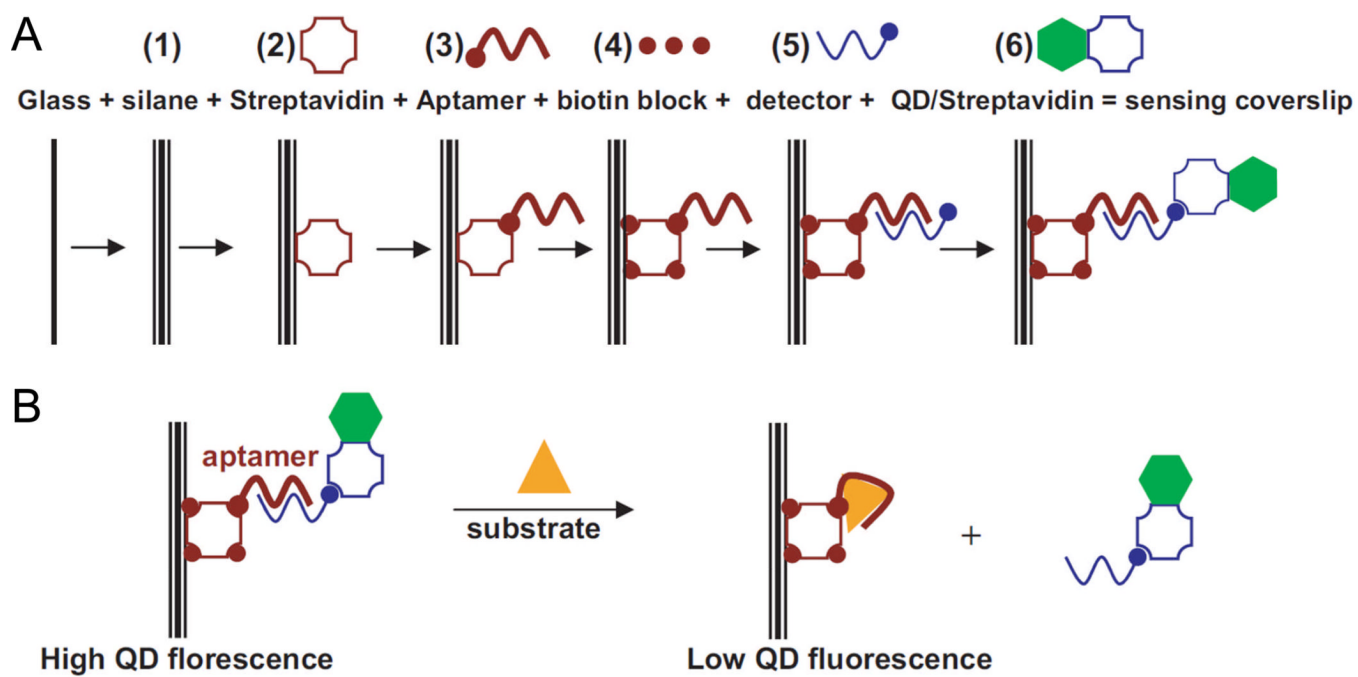 A
(1) (2) (3) (4) (5) (6)
Glass + silane + Streptavidin + Aptamer + biotin block + detector + QD/Streptavidin = sensing coverslip
B
aptamer
substrate
+
High QD florescence
Low QD fluorescence